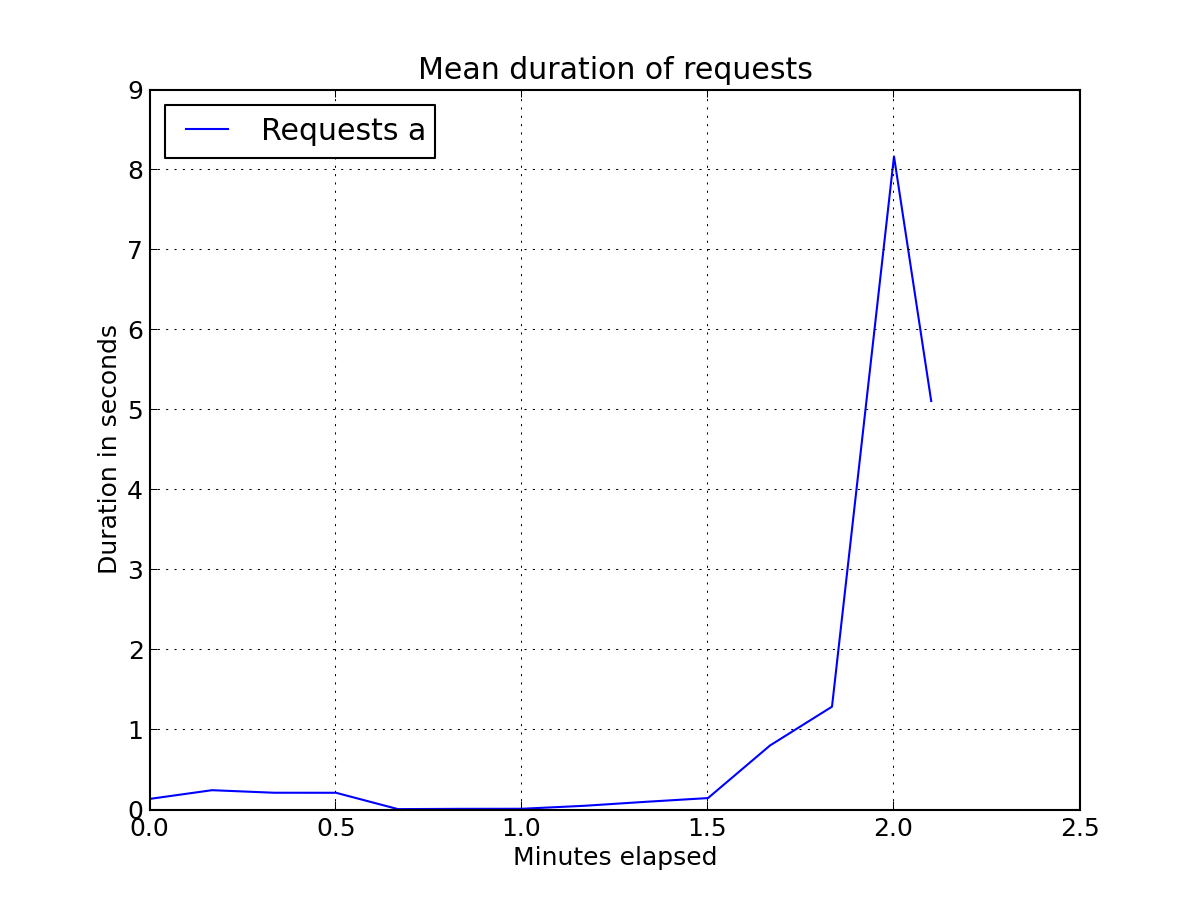 Mean duration of requests
Requests a
9
8
7
6
5
4
3
2
1
0
Duration in seconds
0.0 0.5 1.0 1.5 2.0 2.5
Minutes elapsed